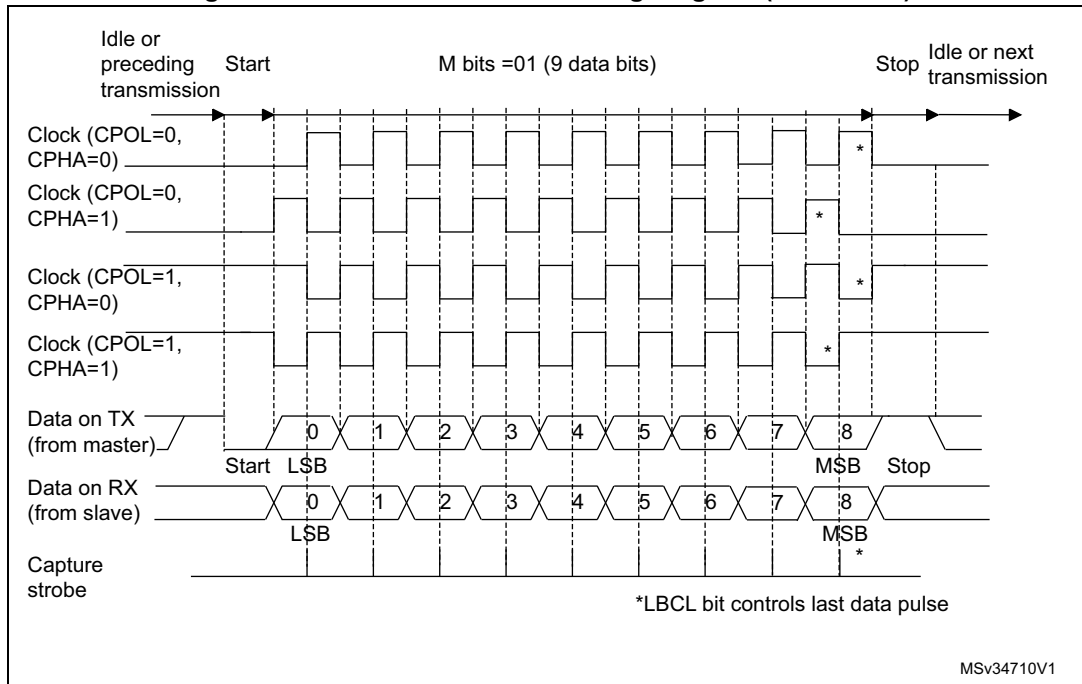 Idle or
preceding
transmission
Start
M bits =01 (9 data bits)
Stop
Idle or next
transmission
Clock (CPOL=0,
CPHA=0)
*
Clock (CPOL=0,
CPHA=1)
*
Clock (CPOL=1,
CPHA=0)
*
Clock (CPOL=1,
CPHA=1)
*
Data on TX
(from master)
0 1 2 3 4 5 6 7 8
Start LSB MSB Stop
Data on RX
(from slave)
0 1 2 3 4 5 6 7 8
LSB MSB
Capture
strobe
*
*LBCL bit controls last data pulse
MSv34710V1